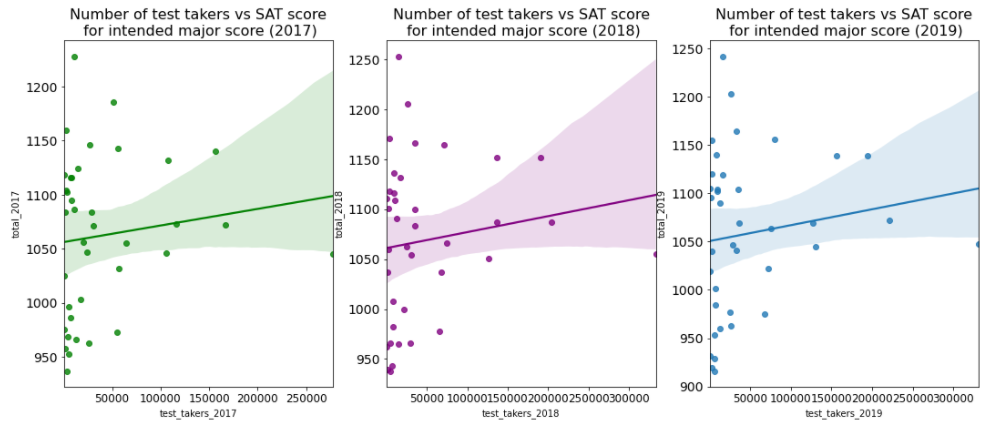 Number of test takers vs SAT score
for intended major score (2017)
Number of test takers vs SAT score
for intended major score (2018)
Number of test takers vs SAT score
for intended major score (2019)
1200
1150
1100
1050
1000
950
total_2017
50000 100000 150000 200000 250000
test_takers_2017
1250
1200
1150
1100
1050
1000
950
total_2018
50000 100000 150000 200000 250000 300000
test_takers_2018
1250
1200
1150
1100
1050
1000
950
900
total_2019
50000 100000 150000 200000 250000 300000
test_takers_2019